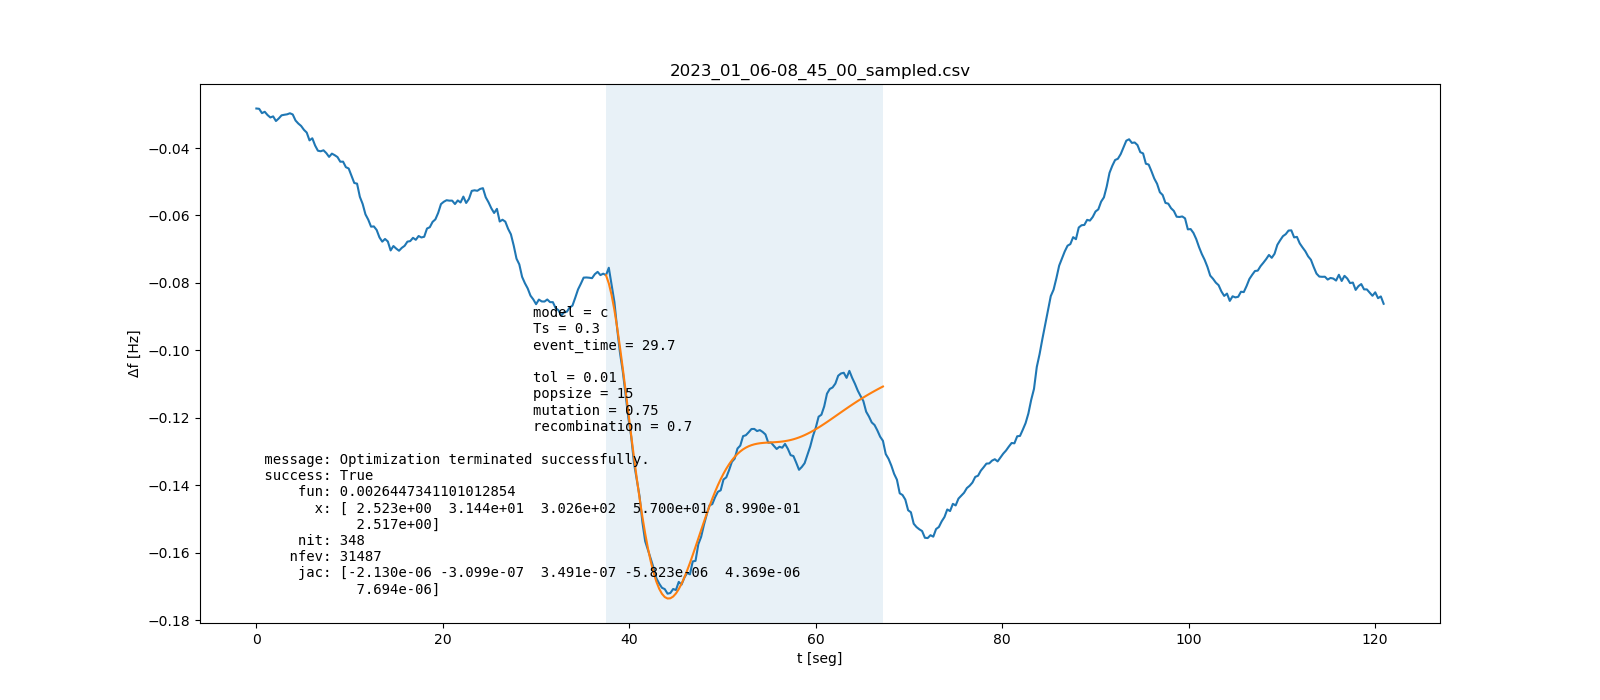 2023_01_06-08_45_00_sampled.csv
−0.04
−0.06
−0.08
−0.10
−0.12
−0.14
−0.16
−0.18
Δf [Hz]
model = c
Ts = 0.3
event_time = 29.7
tol = 0.01
popsize = 15
mutation = 0.75
recombination = 0.7
message: Optimization terminated successfully.
success: True
fun: 0.0026447341101012854
x: [ 2.523e+00  3.144e+01  3.026e+02  5.700e+01  8.990e-01
2.517e+00]
nit: 348
nfev: 31487
jac: [-2.130e-06 -3.099e-07  3.491e-07 -5.823e-06  4.369e-06
7.694e-06]
0 20 40 60 80 100 120
t [seg]